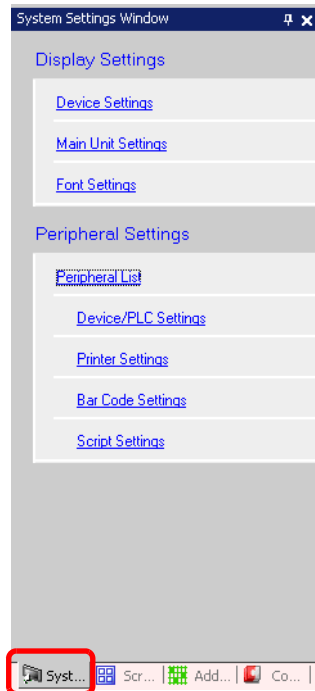 System Settings Window
Display Settings
Device Settings
Main Unit Settings
Font Settings
Peripheral Settings
Peripheral List
Device/PLC Settings
Printer Settings
Bar Code Settings
Script Settings
Syst... Scr... Add... Co...